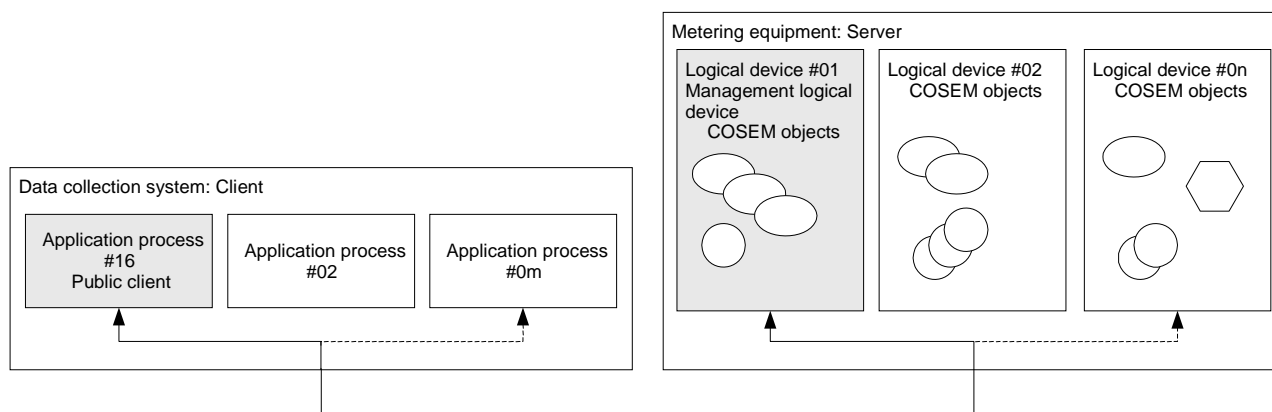 Metering equipment: Server
Logical device #01
Management logical
device
COSEM objects
Logical device #02
COSEM objects
Logical device #0n
COSEM objects
Data collection system: Client
Application process
#16
Public client
Application process
#02
Application process
#0m